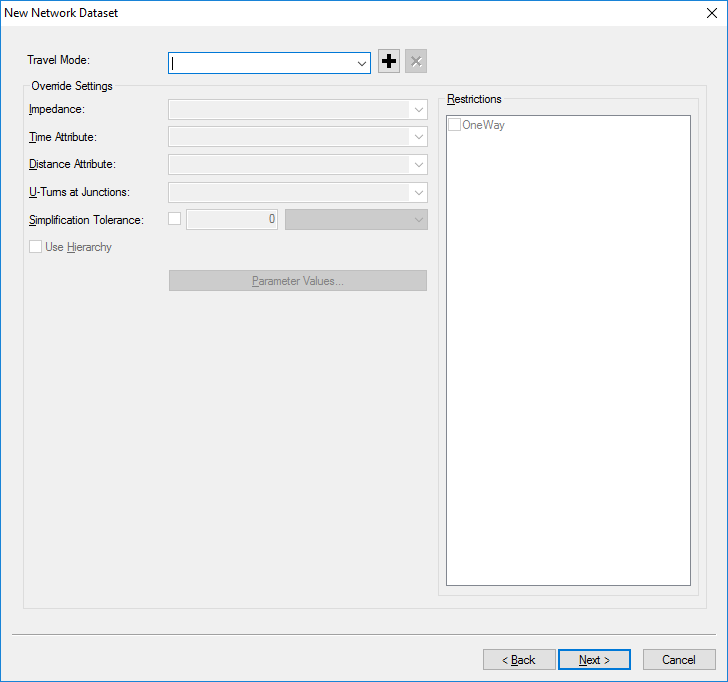 New Network Dataset
Travel Mode:
Override Settings
Impedance:
Time Attribute:
Distance Attribute:
U-Turns at Junctions:
Simplification Tolerance:
0
Use Hierarchy
Parameter Values...
Restrictions
OneWay
< Back
Next >
Cancel